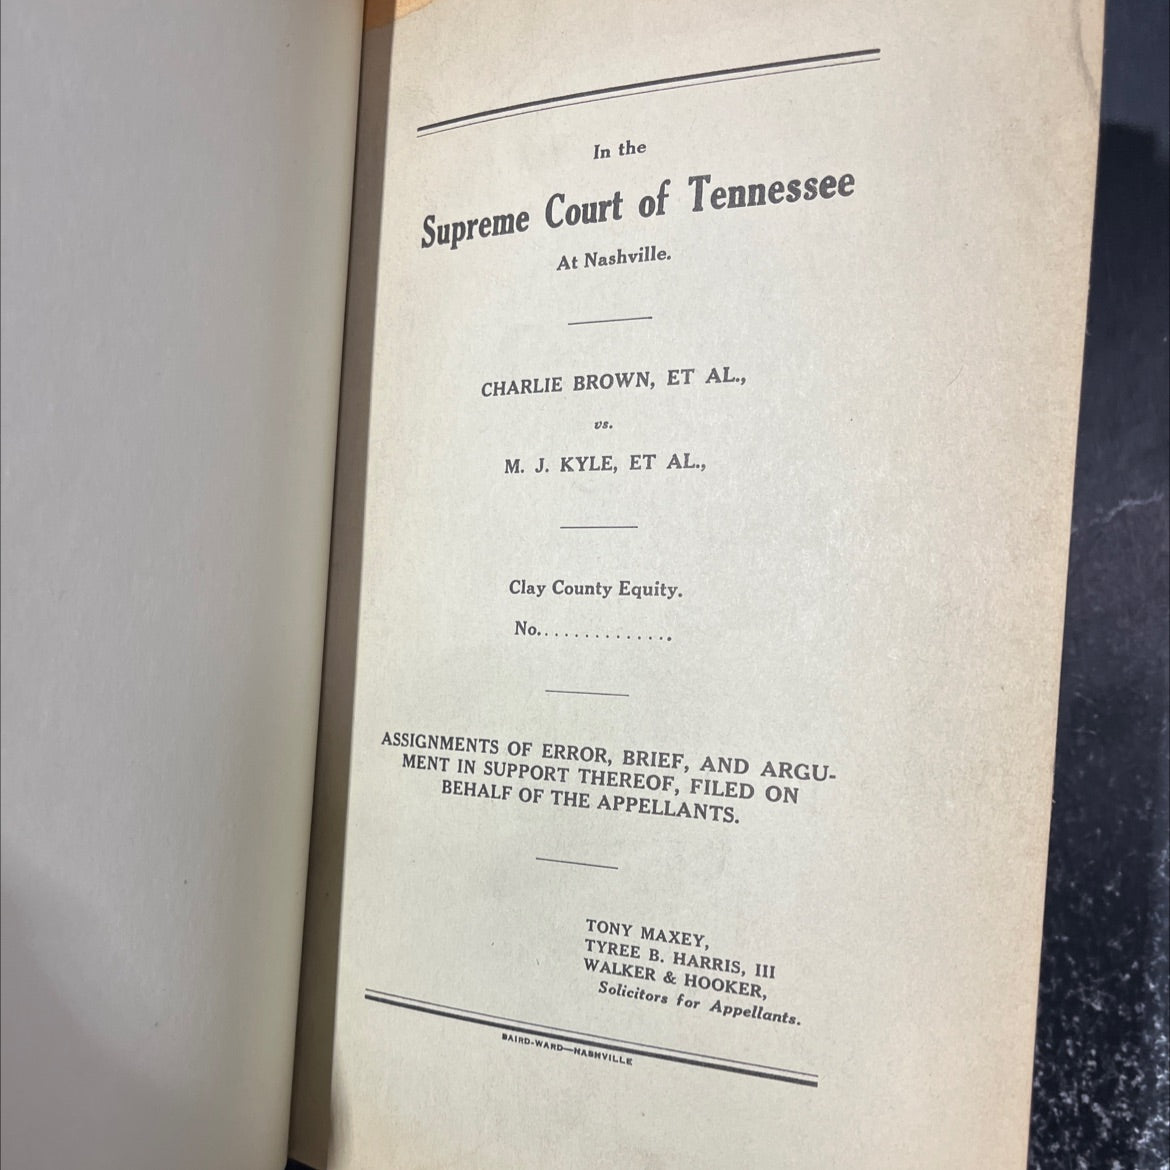 In the
Supreme Court of Tennessee
At Nashville.
CHARLIE BROWN, ET AL.,
vs.
M. J. KYLE, ET AL.,
Clay County Equity.
No..............
ASSIGNMENTS OF ERROR, BRIEF, AND ARGU-
MENT IN SUPPORT THEREOF, FILED ON
BEHALF OF THE APPELLANTS.
TONY MAXEY,
TYREE B. HARRIS, III
WALKER & HOOKER,
Solicitors for Appellants.
BAIRD-WARD—NASHVILLE